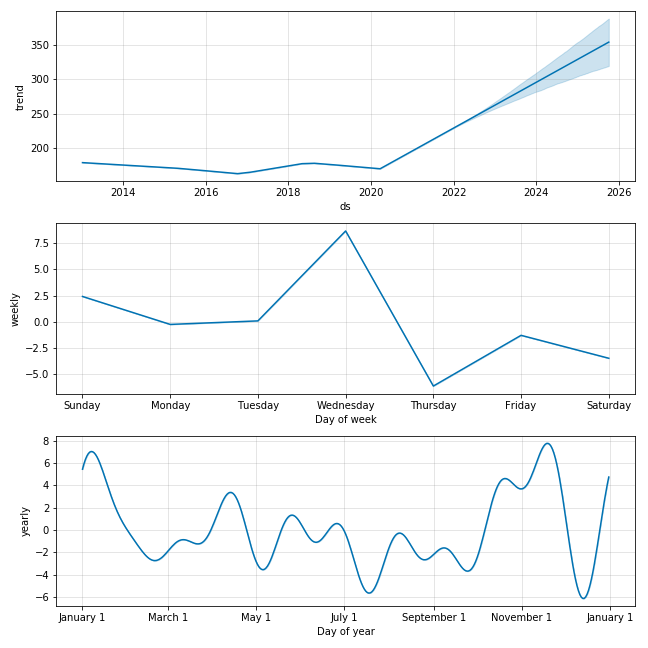 350
300
250
200
trend
2014 2016 2018 2020 2022 2024 2026
ds
7.5
5.0
2.5
0.0
−2.5
−5.0
weekly
Sunday Monday Tuesday Wednesday Thursday Friday Saturday
Day of week
8
6
4
2
0
−2
−4
−6
yearly
January 1 March 1 May 1 July 1 September 1 November 1 January 1
Day of year